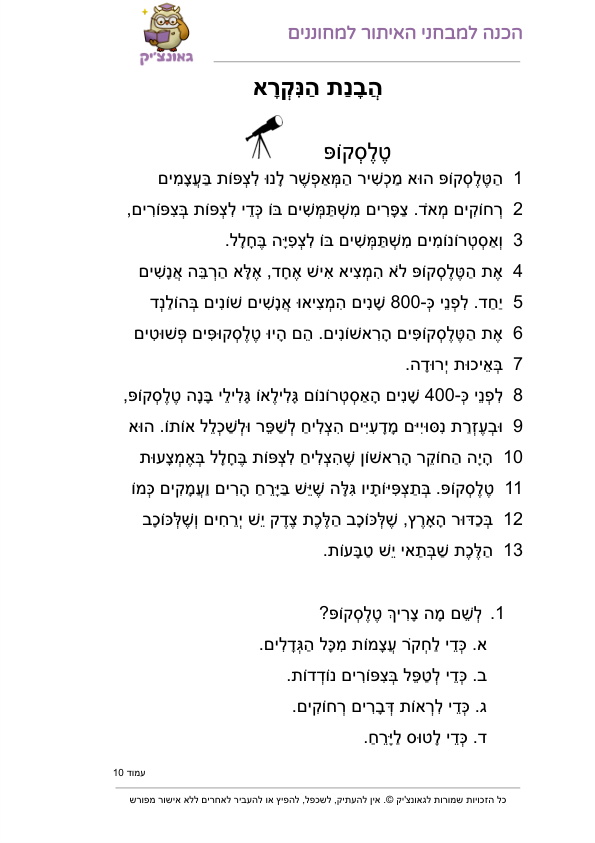 הכנה למבחני האיתור למחוננים
גאונצ'יק
הֲבָנַת הַנִּקְרָא
טֶלֶסְקוֹפּ
1 הַטֶּלֶסְקוֹפּ הוּא מַכְשִׁיר הַמְּאַפְשֵׁר לָנוּ לִצְפּוֹת בַּעֲצָמִים
2 רְחוֹקִים מְאֹד. צַפָּרִים מִשְׁתַּמְּשִׁים בּוֹ כְּדֵי לִצְפּוֹת בְּצִפּוֹרִים,
3 וְאַסְטְרוֹנוֹמִים מִשְׁתַּמְּשִׁים בּוֹ לִצְפִיָּה בֶּחָלָל.
4 אֶת הַטֶּלֶסְקוֹפּ לֹא הִמְצִיא אִישׁ אֶחָד, אֶלָּא הַרְבֵּה אֲנָשִׁים
5 יַחַד. לִפְנֵי כְּ-800 שָׁנִים הִמְצִיאוּ אֲנָשִׁים שׁוֹנִים בְּהוֹלַנְד
6 אֶת הַטֶּלֶסְקוֹפִּים הָרִאשׁוֹנִים. הֵם הָיוּ טֶלֶסְקוֹפִּים פְּשׁוּטִים
7 בְּאֵיכוּת יְרוּדָה.
8 לִפְנֵי כְּ-400 שָׁנִים הָאַסְטְרוֹנוֹם גָּלִילֵאוֹ גָּלִילֵי בָּנָה טֶלֶסְקוֹפּ,
9 וּבְעֶזְרַת נִסּוּיִּים מַדָּעִיִּים הִצְלִיחַ לְשַׁפֵּר וּלְשַׁכְלֵל אוֹתוֹ. הוּא
10 הָיָה הַחוֹקֵר הָרִאשׁוֹן שֶׁהִצְלִיחַ לִצְפּוֹת בֶּחָלָל בְּאֶמְצָעוּת
11 טֶלֶסְקוֹפּ. בְּתַצְפִּיּוֹתָיו גִּלָּה שֶׁיֵּשׁ בַּיָּרֵחַ הָרִים וַעֲמָקִים כְּמוֹ
12 בְּכַדּוּר הָאָרֶץ, שֶׁלְּכוֹכָב הַלֶּכֶת צֶדֶק יֵשׁ יְרֵחִים וְשֶׁלְּכוֹכָב
13 הַלֶּכֶת שַׁבְּתַאי יֵשׁ טַבָּעוֹת.
1. לְשֵׁם מָה צָרִיךְ טֶלֶסְקוֹפּ?
א. כְּדֵי לַחְקֹר עֲצָמוֹת מִכָּל הַגְּדָלִים.
ב. כְּדֵי לְטַפֵּל בְּצִפּוֹרִים נוֹדְדוֹת.
ג. כְּדֵי לִרְאוֹת דְּבָרִים רְחוֹקִים.
ד. כְּדֵי לָטוּס לַיָּרֵחַ.
עמוד 10
כל הזכויות שמורות לגאונצ'יק ©. אין להעתיק, לשכפל, להפיץ או להעביר לאחרים ללא אישור מפורש